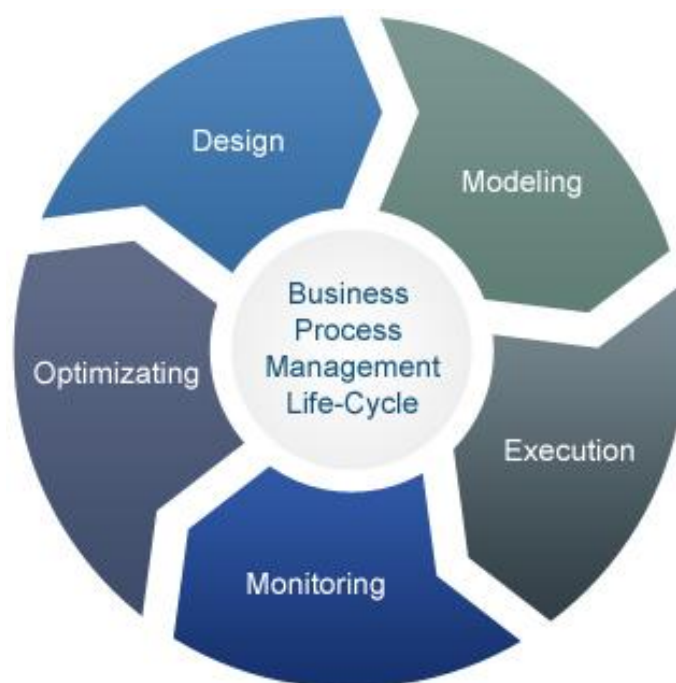 Design
Modeling
Business
Process
Management
Life-Cycle
Optimizating
Execution
Monitoring